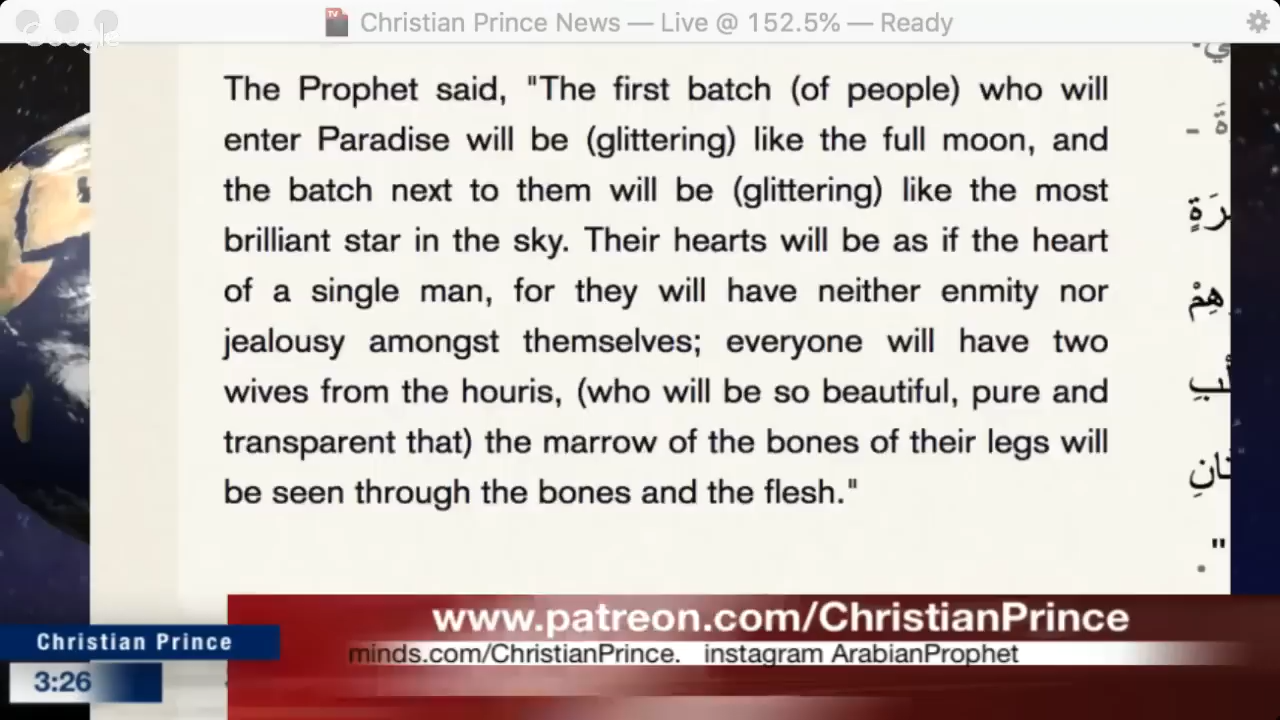 Christian Prince News — Live @ 152.5% — Ready
Google
The Prophet said, "The first batch (of people) who will
enter Paradise will be (glittering) like the full moon, and
the batch next to them will be (glittering) like the most
brilliant star in the sky. Their hearts will be as if the heart
of a single man, for they will have neither enmity nor
jealousy amongst themselves; everyone will have two
wives from the houris, (who will be so beautiful, pure and
transparent that) the marrow of the bones of their legs will
be seen through the bones and the flesh."
www.patreon.com/ChristianPrince
Christian Prince
minds.com/ChristianPrince. instagram ArabianProphet
3:26